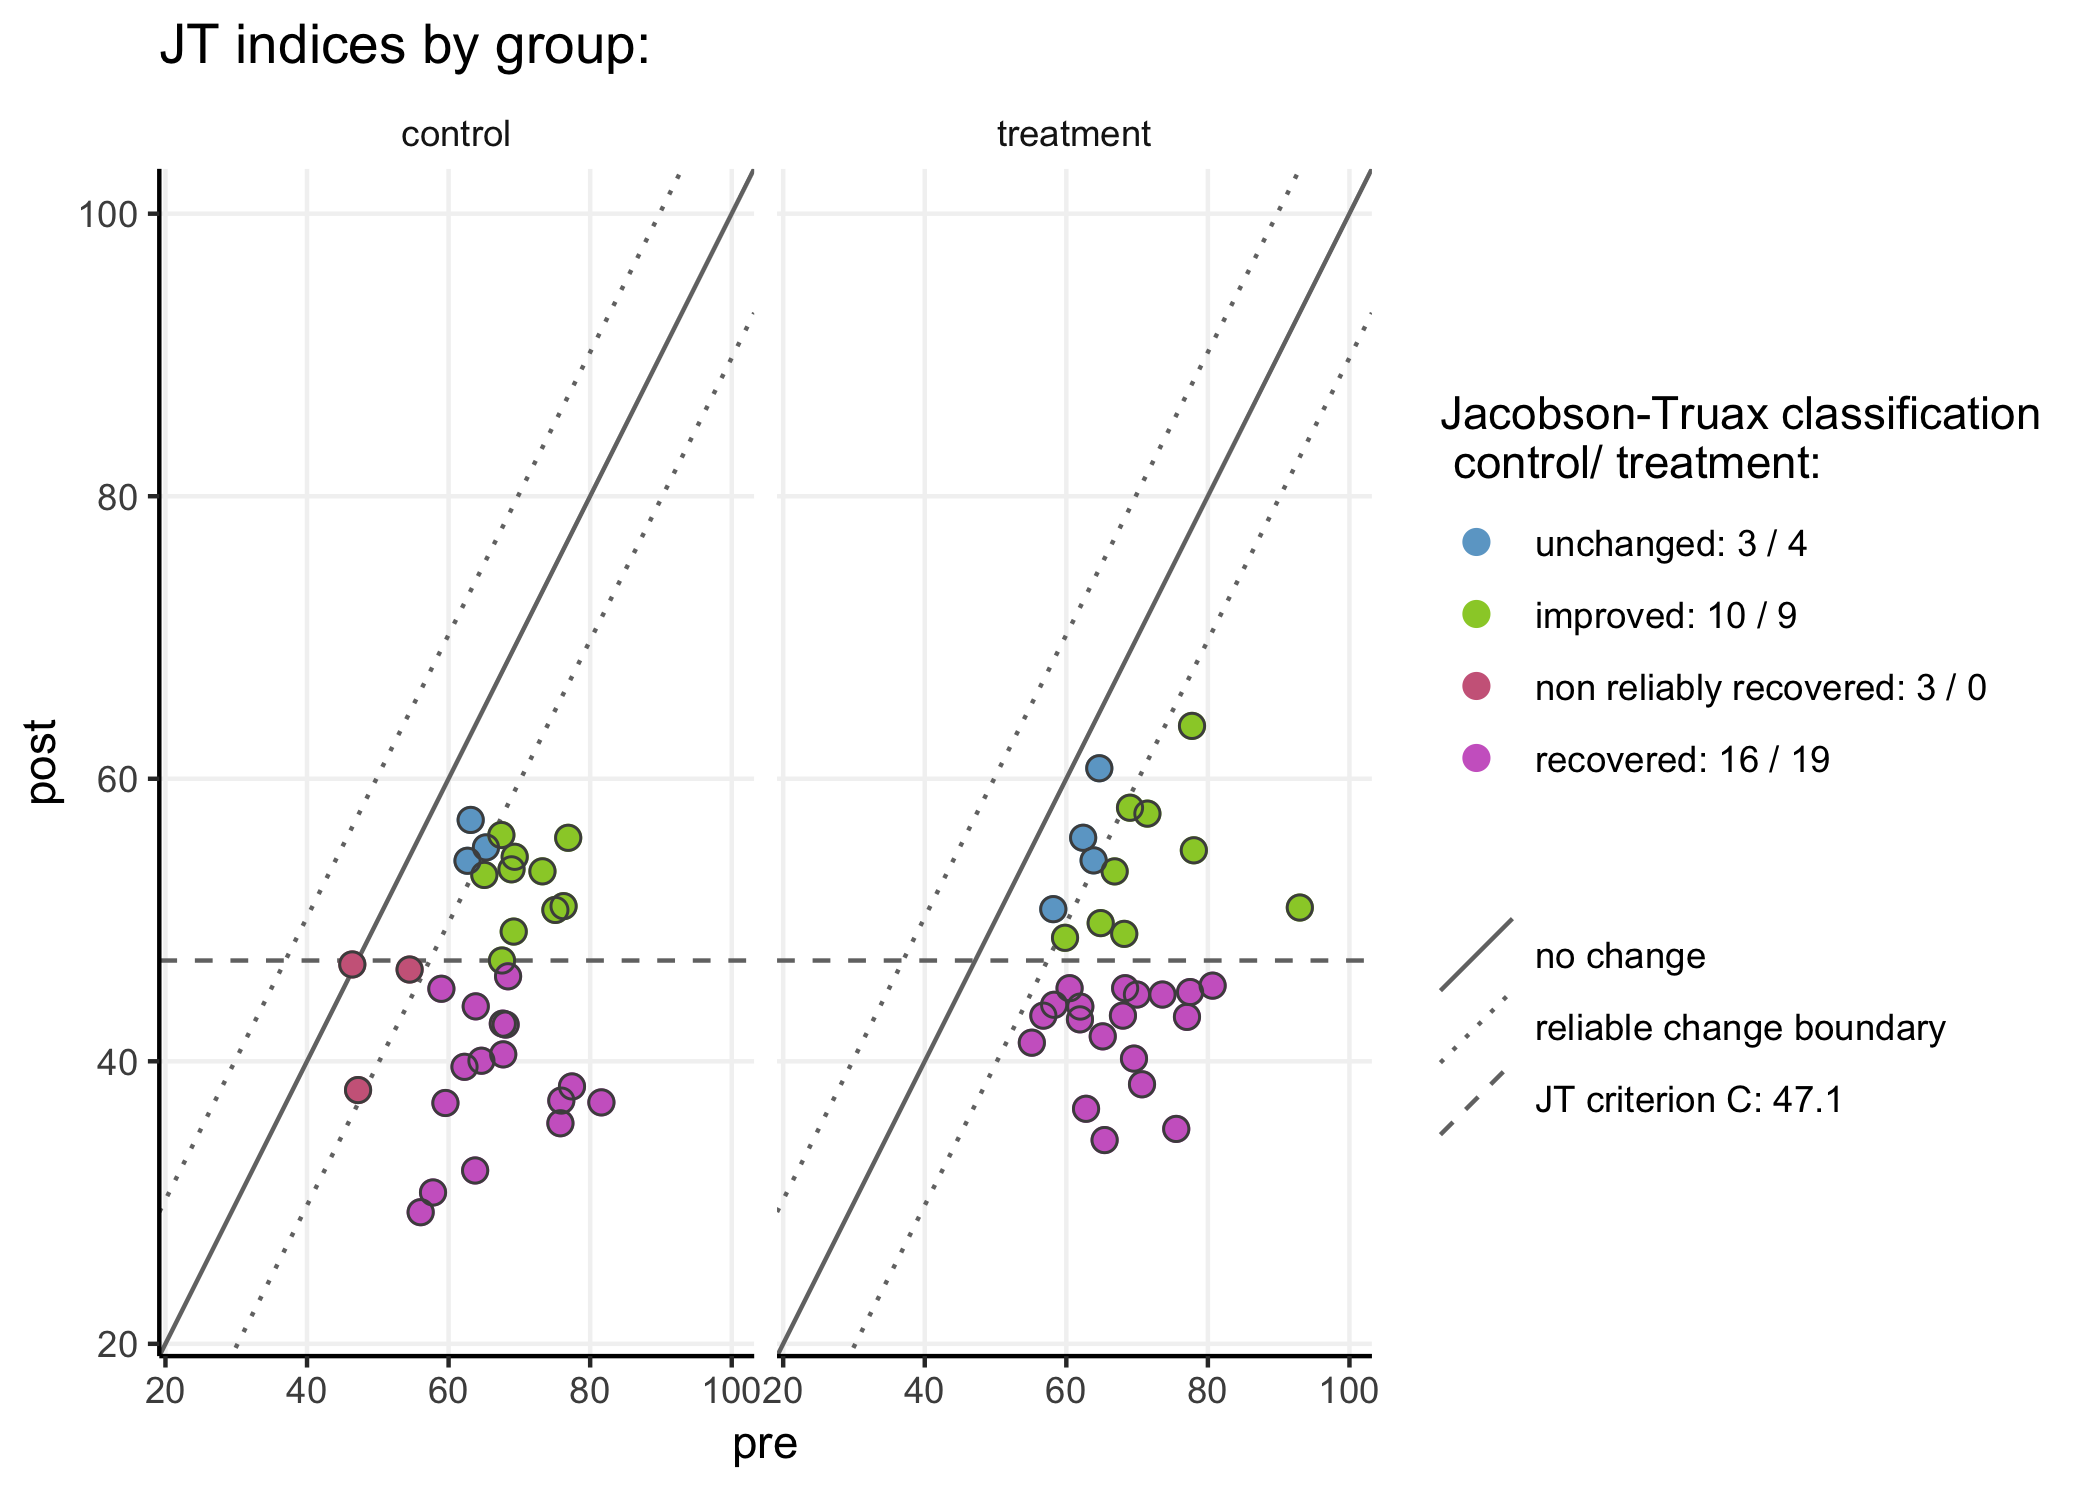 JT indices by group:
control
treatment
100
80
60
40
20
post
20 40 60 80 100
20 40 60 80 100
pre
Jacobson-Truax classification
control/ treatment:
unchanged: 3 / 4
improved: 10 / 9
non reliably recovered: 3 / 0
recovered: 16 / 19
no change
reliable change boundary
JT criterion C: 47.1